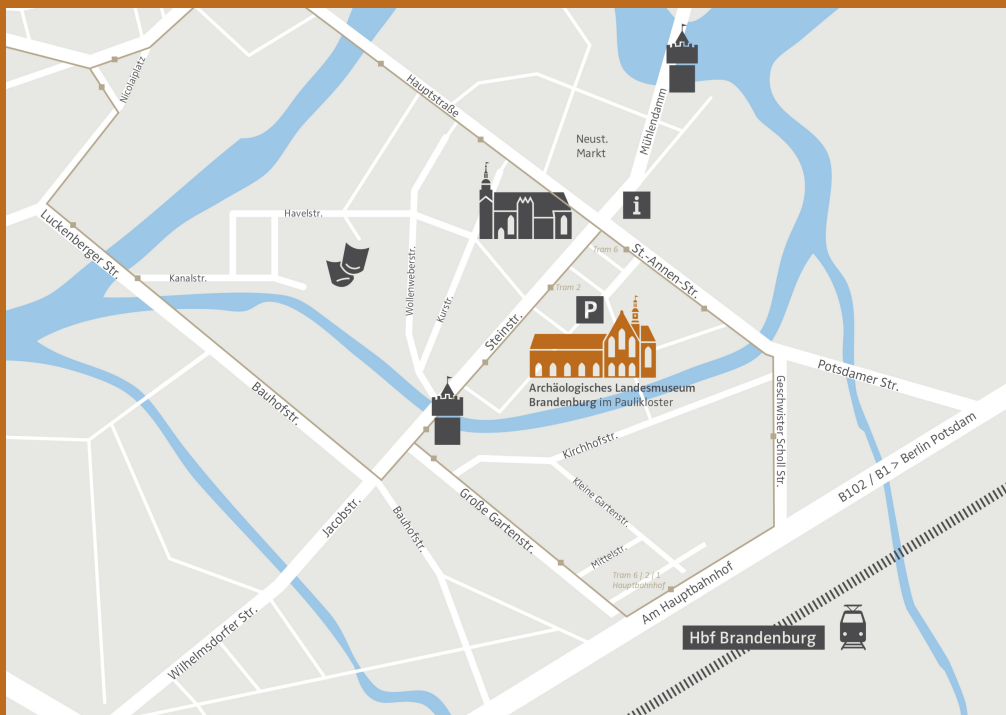 Nicolaiplatz
Hauptstraße
Mühlendamm
Neust.
Markt
i
Havelstr.
Luckenberger Str.
Kanalstr.
Wollenweberstr.
Kurstr.
Steinstr.
Tram 6
St.-Annen-Str.
Tram 2
P
Archäologisches Landesmuseum
Brandenburg im Paulikloster
Potsdamer Str.
Geschwister Scholl Str.
Bauhofstr.
Kirchhofstr.
B102 / B1 > Berlin Potsdam
Große Gartenstr.
Kleine Gartenstr.
Jacobstr.
Bauhofstr.
Mittelstr.
Tram 6 | 2 | 1
Hauptbahnhof
Am Hauptbahnhof
Wilhelmsdorfer Str.
Hbf Brandenburg